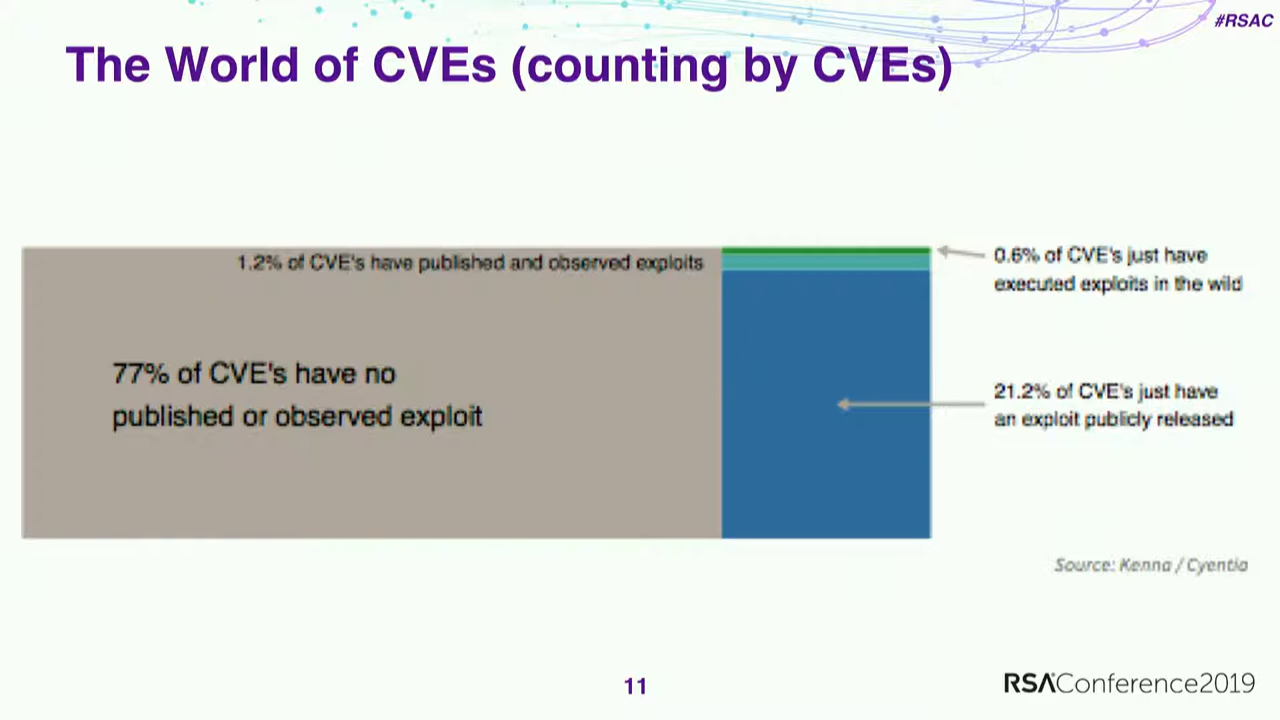 #RSAC
The World of CVEs (counting by CVEs)
1.2% of CVE's have published and observed exploits
0.6% of CVE's just have
executed exploits in the wild
77% of CVE's have no
published or observed exploit
21.2% of CVE's just have
an exploit publicly released
Source: Kenna / Cyentia
11
RSAConference2019